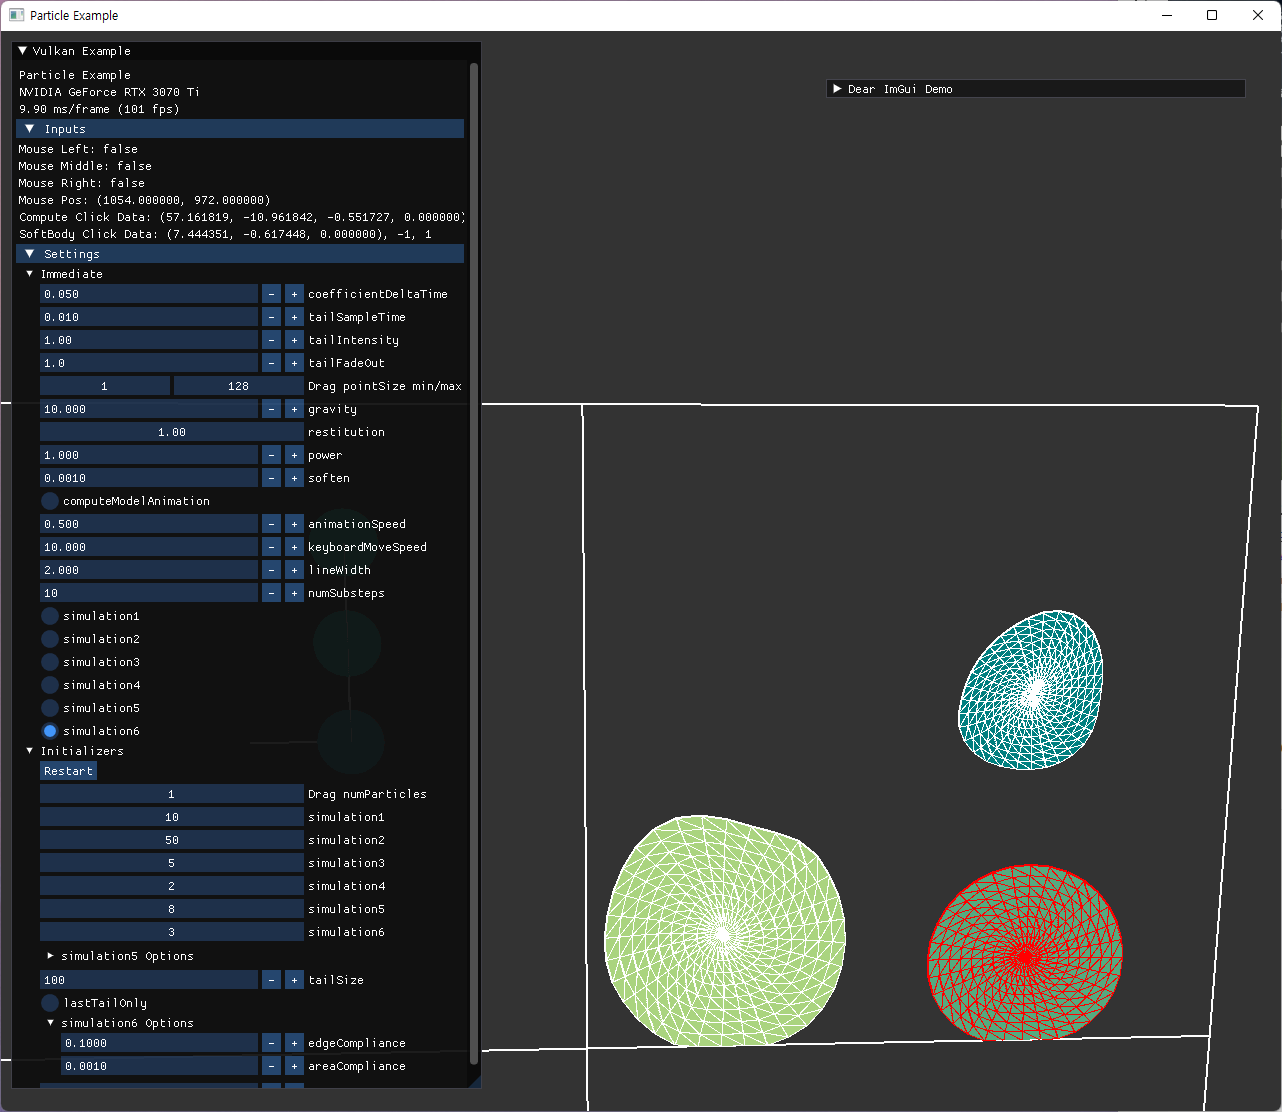 Particle Example
Vulkan Example
Particle Example
NVIDIA GeForce RTX 3070 Ti
9.90 ms/frame (101 fps)
Inputs
Mouse Left: false
Mouse Middle: false
Mouse Right: false
Mouse Pos: (1054.000000, 972.000000)
Compute Click Data: (57.161819, -10.961842, -0.551727, 0.000000)
SoftBody Click Data: (7.444351, -0.617448, 0.000000), -1, 1
Settings
Immediate
0.050 - + coefficientDeltaTime
0.010 - + tailSampleTime
1.00 - + tailIntensity
1.0 - + tailFadeOut
1 128 Drag pointSize min/max
10.000 - + gravity
1.00 restitution
1.000 - + power
0.0010 - + soften
computeModelAnimation
0.500 - + animationSpeed
10.000 - + keyboardMoveSpeed
2.000 - + lineWidth
10 - + numSubsteps
simulation1
simulation2
simulation3
simulation4
simulation5
simulation6
Initializers
Restart
1 Drag numParticles
10 simulation1
50 simulation2
5 simulation3
2 simulation4
8 simulation5
3 simulation6
simulation5 Options
100 - + tailSize
lastTailOnly
simulation6 Options
0.1000 - + edgeCompliance
0.0010 - + areaCompliance
Dear ImGui Demo